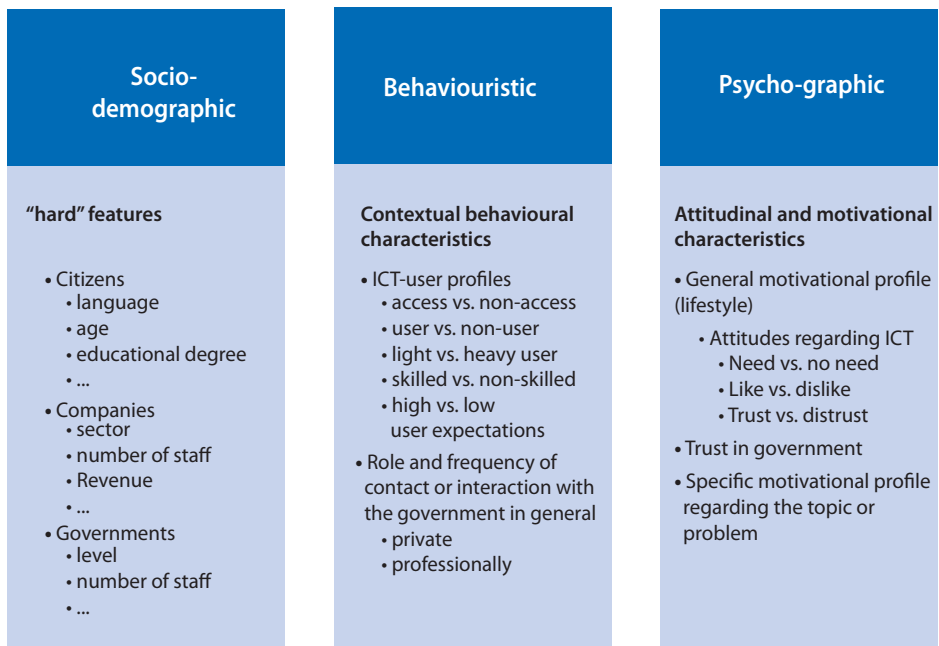 Socio-
demographic
"hard" features
• Citizens
• language
• age
• educational degree
• ...
• Companies
• sector
• number of staff
• Revenue
• ...
• Governments
• level
• number of staff
• ...
Behaviouristic
Contextual behavioural
characteristics
• ICT-user profiles
• access vs. non-access
• user vs. non-user
• light vs. heavy user
• skilled vs. non-skilled
• high vs. low
user expectations
• Role and frequency of
contact or interaction with
the government in general
• private
• professionally
Psycho-graphic
Attitudinal and motivational
characteristics
• General motivational profile
(lifestyle)
• Attitudes regarding ICT
• Need vs. no need
• Like vs. dislike
• Trust vs. distrust
• Trust in government
• Specific motivational profile
regarding the topic or
problem